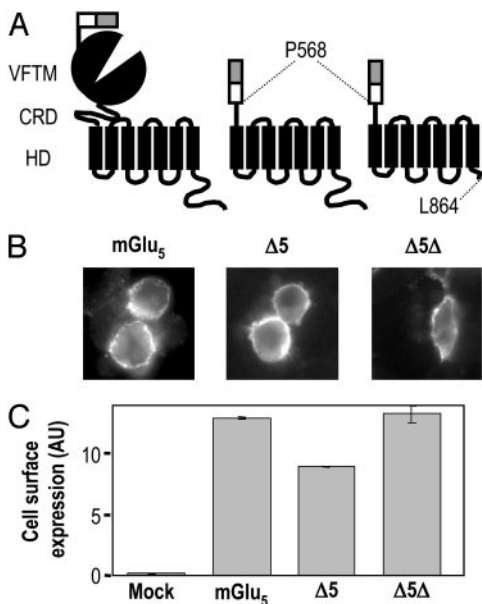 A
VFTM
P568
CRD
HD
L864
B
mGlu5
Δ5
Δ5Δ
C
Cell surface
expression (AU)
10
5
0
Mock
mGlu5
Δ5
Δ5Δ